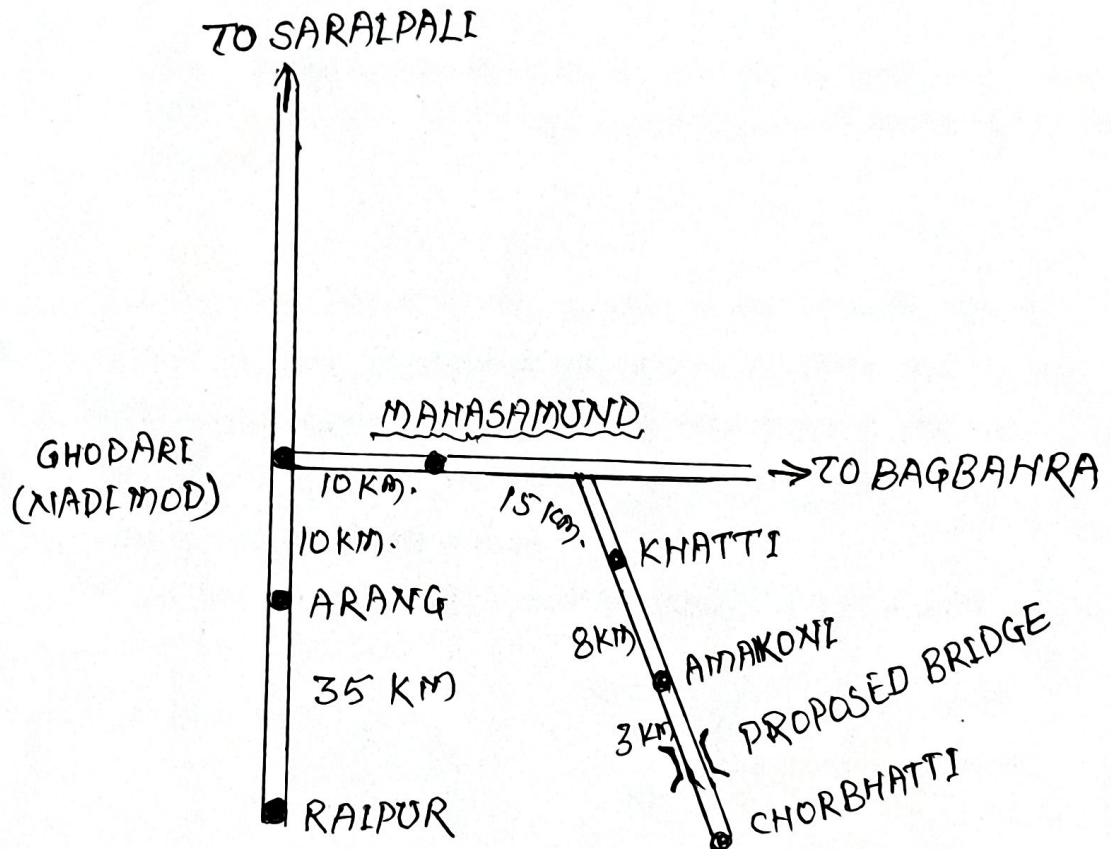 TO SARAIPALI
MAHASAMUND
GHODARI
(NADI MOD)
10 KM.
TO BAGBAHRA
15 KM.
10 KM.
KHATTI
ARANG
8 KM
AMAKONI
35 KM
PROPOSED BRIDGE
3 KM
CHORBHATTI
RAIPUR